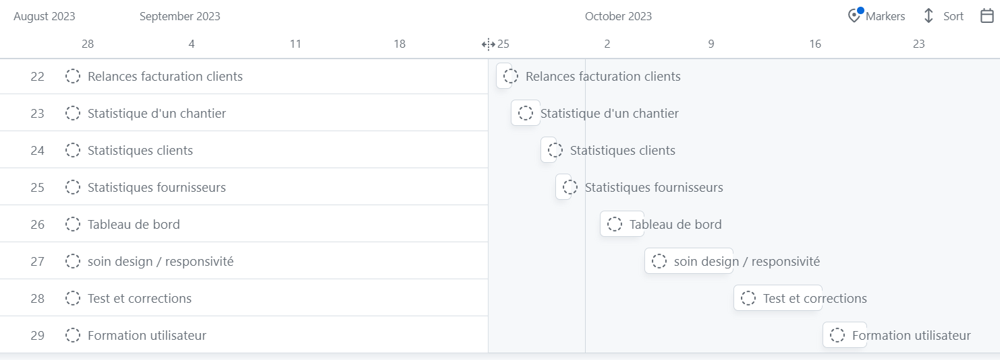 August 2023 September 2023 October 2023 Markers Sort
28 4 11 18 25 2 9 16 23
22 Relances facturation clients Relances facturation clients
23 Statistique d'un chantier Statistique d'un chantier
24 Statistiques clients Statistiques clients
25 Statistiques fournisseurs Statistiques fournisseurs
26 Tableau de bord Tableau de bord
27 soin design / responsivité soin design / responsivité
28 Test et corrections Test et corrections
29 Formation utilisateur Formation utilisateur